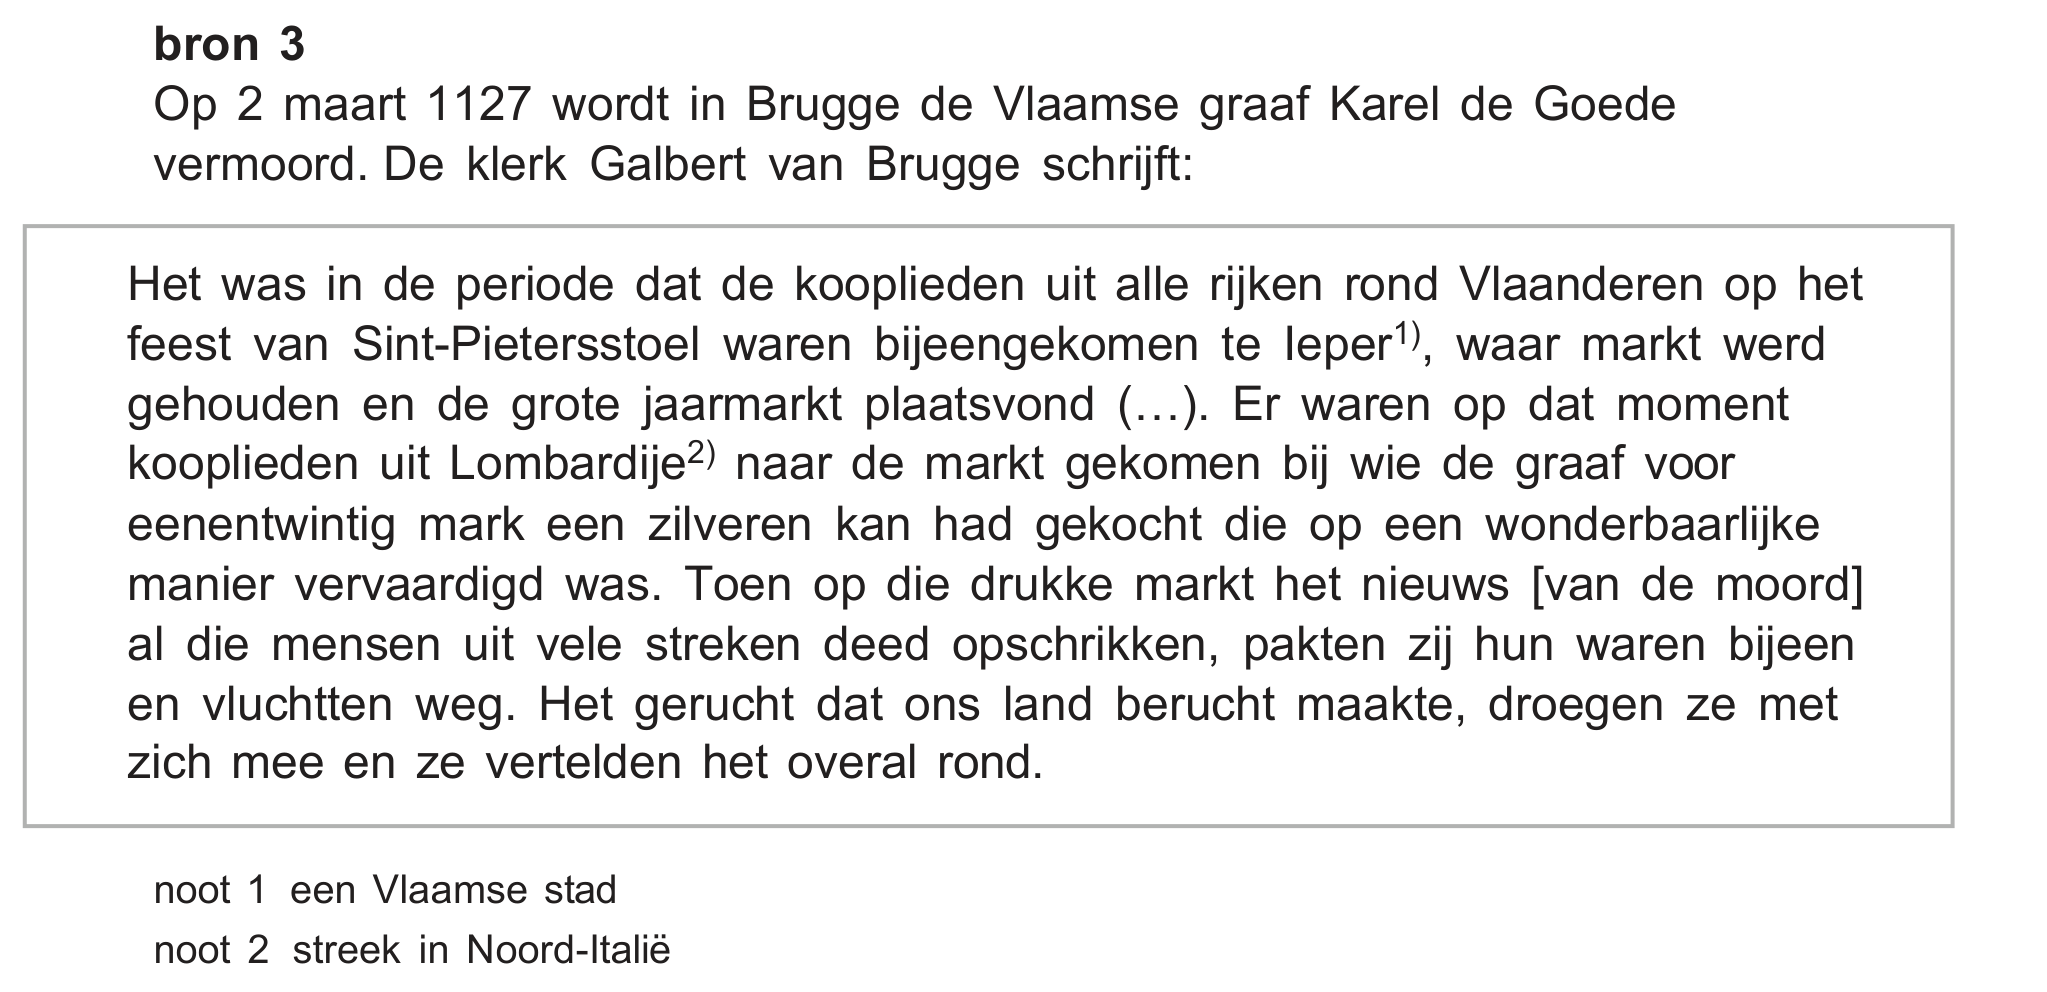 bron 3
Op 2 maart 1127 wordt in Brugge de Vlaamse graaf Karel de Goede
vermoord. De klerk Galbert van Brugge schrijft:
Het was in de periode dat de kooplieden uit alle rijken rond Vlaanderen op het
feest van Sint-Pietersstoel waren bijeengekomen te Ieper1), waar markt werd
gehouden en de grote jaarmarkt plaatsvond (…). Er waren op dat moment
kooplieden uit Lombardije2) naar de markt gekomen bij wie de graaf voor
eenentwintig mark een zilveren kan had gekocht die op een wonderbaarlijke
manier vervaardigd was. Toen op die drukke markt het nieuws [van de moord]
al die mensen uit vele streken deed opschrikken, pakten zij hun waren bijeen
en vluchtten weg. Het gerucht dat ons land berucht maakte, droegen ze met
zich mee en ze vertelden het overal rond.
noot 1 een Vlaamse stad
noot 2 streek in Noord-Italië